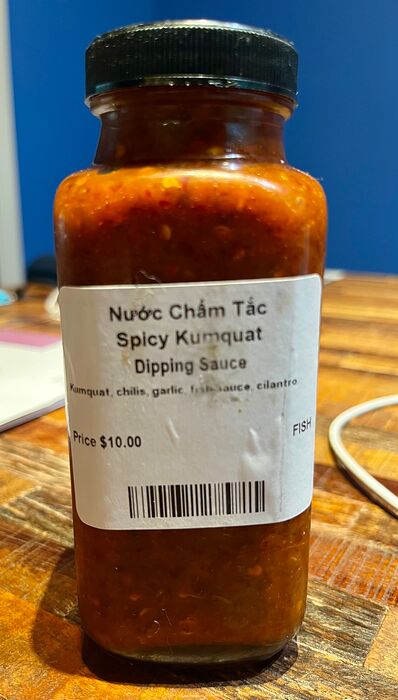 Nước Chấm Tắc
Spicy Kumquat
Dipping Sauce
Kumquat, chilis, garlic, fish sauce, cilantro
Price $10.00
FISH